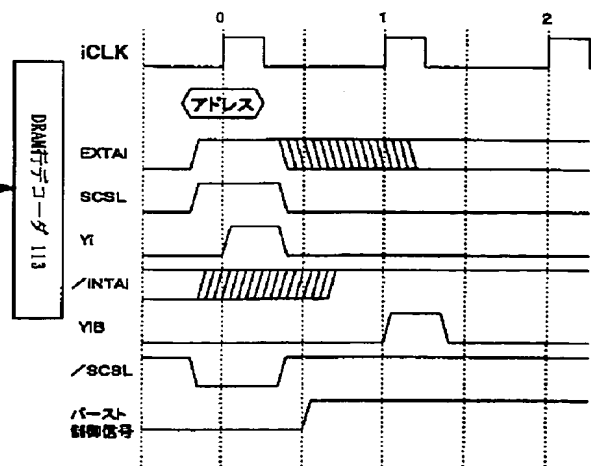 0 1 2
iCLK
アドレス
DRAM行デコーダ 113
EXTAI
SCSL
YI
/INTAI
YIB
/SCSL
バースト
制御信号